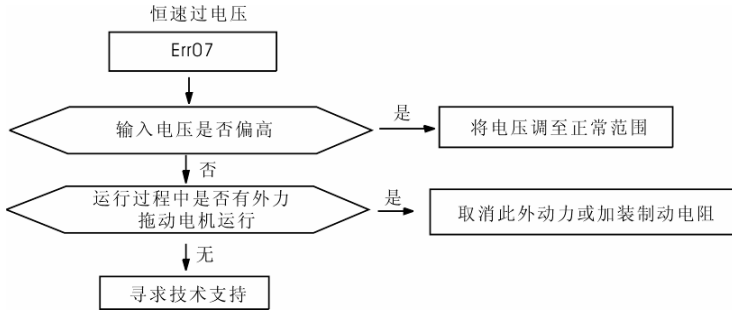 恒速过电压
Err07
输入电压是否偏高
是
将电压调至正常范围
否
运行过程中是否有外力
拖动电机运行
是
取消此外动力或加装制动电阻
无
寻求技术支持